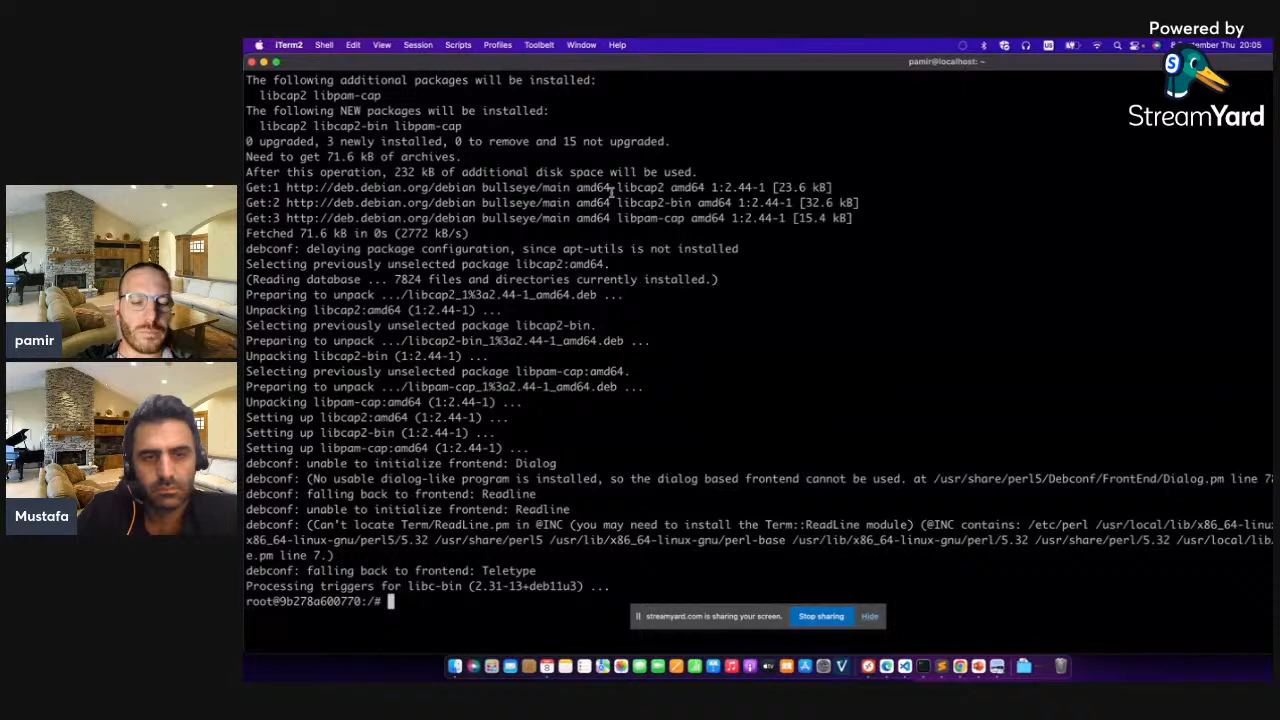 Powered by
StreamYard
iTerm2 Shell Edit View Session Scripts Profiles Toolbelt Window Help
September Thu 20:05
pamir@localhost: ~
The following additional packages will be installed:
libcap2 libpam-cap
The following NEW packages will be installed:
libcap2 libcap2-bin libpam-cap
0 upgraded, 3 newly installed, 0 to remove and 15 not upgraded.
Need to get 71.6 kB of archives.
After this operation, 232 kB of additional disk space will be used.
Get:1 http://deb.debian.org/debian bullseye/main amd64 libcap2 amd64 1:2.44-1 [23.6 kB]
Get:2 http://deb.debian.org/debian bullseye/main amd64 libcap2-bin amd64 1:2.44-1 [32.6 kB]
Get:3 http://deb.debian.org/debian bullseye/main amd64 libpam-cap amd64 1:2.44-1 [15.4 kB]
Fetched 71.6 kB in 0s (2772 kB/s)
debconf: delaying package configuration, since apt-utils is not installed
Selecting previously unselected package libcap2:amd64.
(Reading database ... 7824 files and directories currently installed.)
Preparing to unpack .../libcap2_1%3a2.44-1_amd64.deb ...
Unpacking libcap2:amd64 (1:2.44-1) ...
Selecting previously unselected package libcap2-bin.
Preparing to unpack .../libcap2-bin_1%3a2.44-1_amd64.deb ...
Unpacking libcap2-bin (1:2.44-1) ...
Selecting previously unselected package libpam-cap:amd64.
Preparing to unpack .../libpam-cap_1%3a2.44-1_amd64.deb ...
Unpacking libpam-cap:amd64 (1:2.44-1) ...
Setting up libcap2:amd64 (1:2.44-1) ...
Setting up libcap2-bin (1:2.44-1) ...
Setting up libpam-cap:amd64 (1:2.44-1) ...
debconf: unable to initialize frontend: Dialog
debconf: (No usable dialog-like program is installed, so the dialog based frontend cannot be used. at /usr/share/perl5/Debconf/FrontEnd/Dialog.pm line 7
debconf: falling back to frontend: Readline
debconf: unable to initialize frontend: Readline
debconf: (Can't locate Term/ReadLine.pm in @INC (you may need to install the Term::ReadLine module) (@INC contains: /etc/perl /usr/local/lib/x86_64-linux
x86_64-linux-gnu/perl5/5.32 /usr/share/perl5 /usr/lib/x86_64-linux-gnu/perl-base /usr/lib/x86_64-linux-gnu/perl/5.32 /usr/share/perl/5.32 /usr/local/lib
e.pm line 7.)
debconf: falling back to frontend: Teletype
Processing triggers for libc-bin (2.31-13+deb11u3) ...
root@9b278a600770:/#
streamyard.com is sharing your screen. Stop sharing Hide
pamir
Mustafa